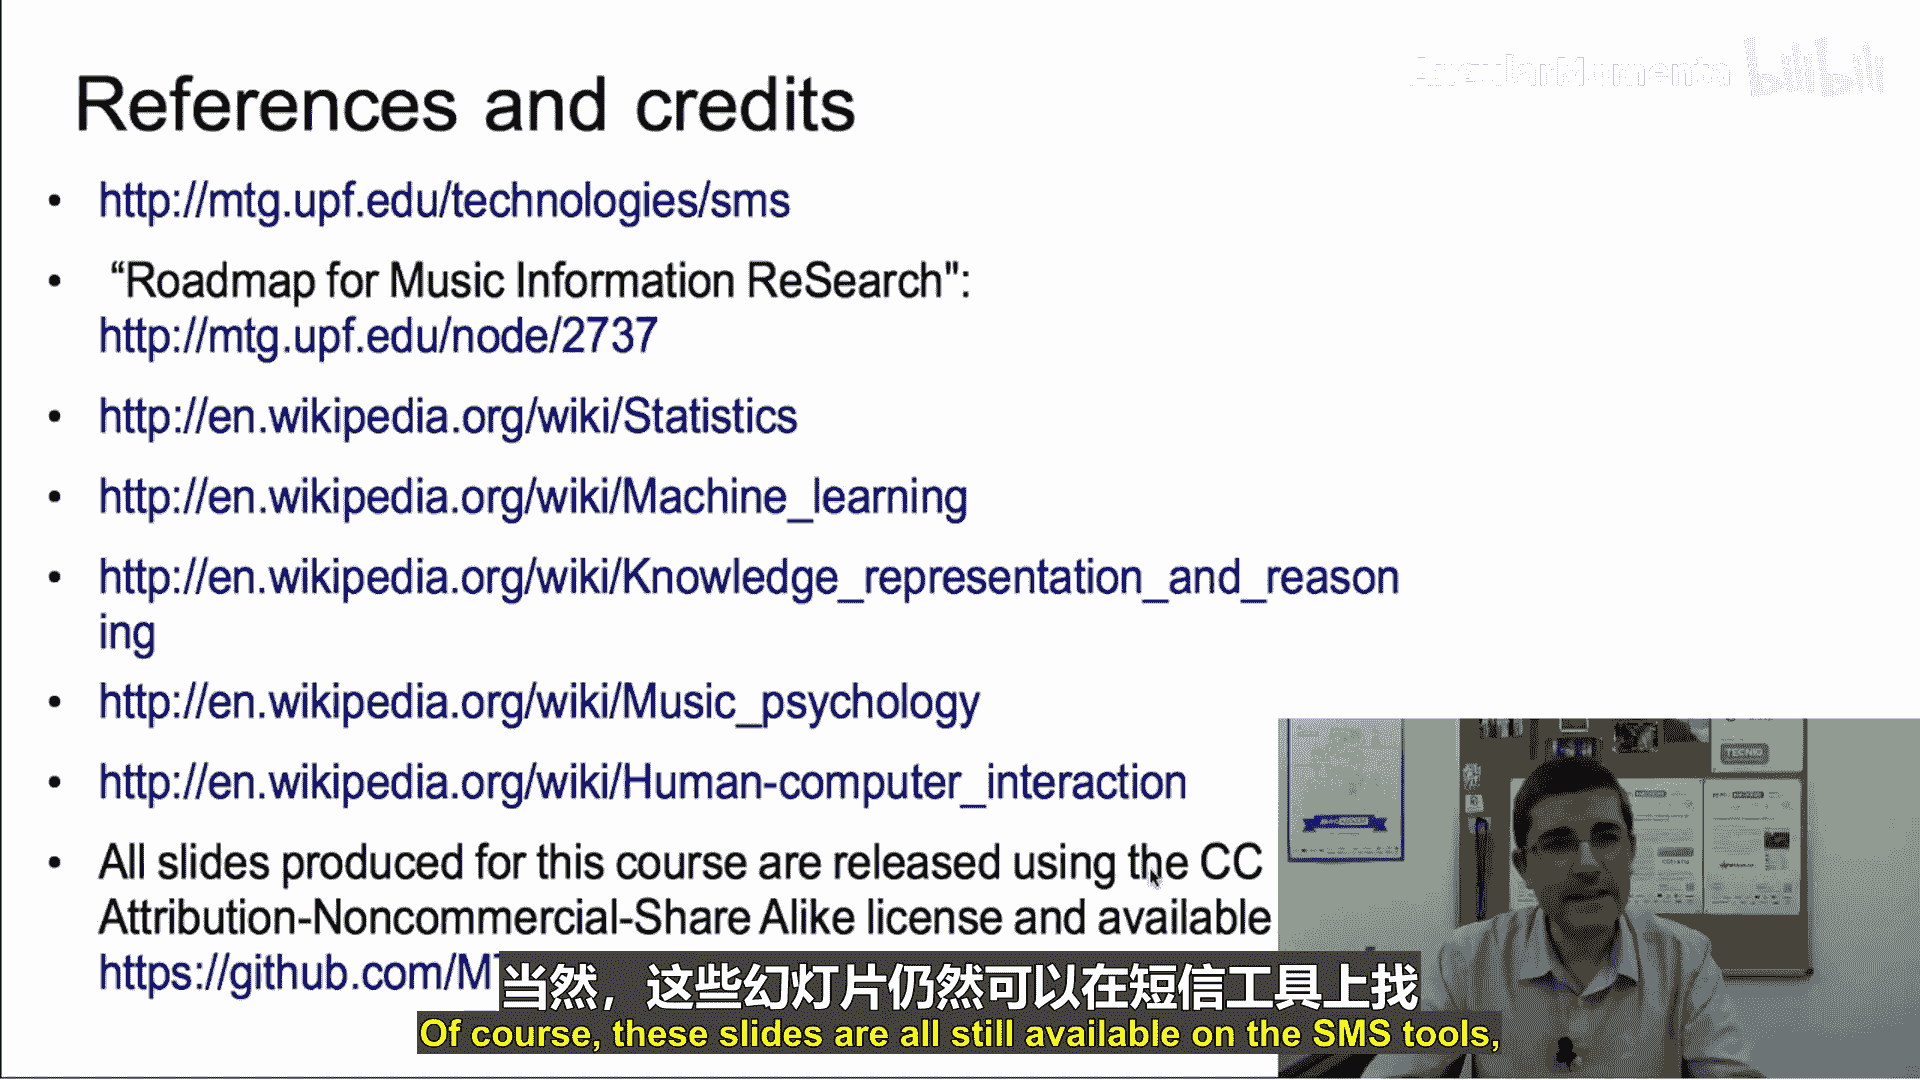 References and credits
bilibili
• http://mtg.upf.edu/technologies/sms
• “Roadmap for Music Information ReSearch":
http://mtg.upf.edu/node/2737
• http://en.wikipedia.org/wiki/Statistics
• http://en.wikipedia.org/wiki/Machine_learning
• http://en.wikipedia.org/wiki/Knowledge_representation_and_reason
ing
• http://en.wikipedia.org/wiki/Music_psychology
• http://en.wikipedia.org/wiki/Human-computer_interaction
• All slides produced for this course are released using the CC
Attribution-Noncommercial-Share Alike license and available
https://github.com/M
TECNIO
当然，这些幻灯片仍然可以在短信工具上找
Of course, these slides are all still available on the SMS tools,